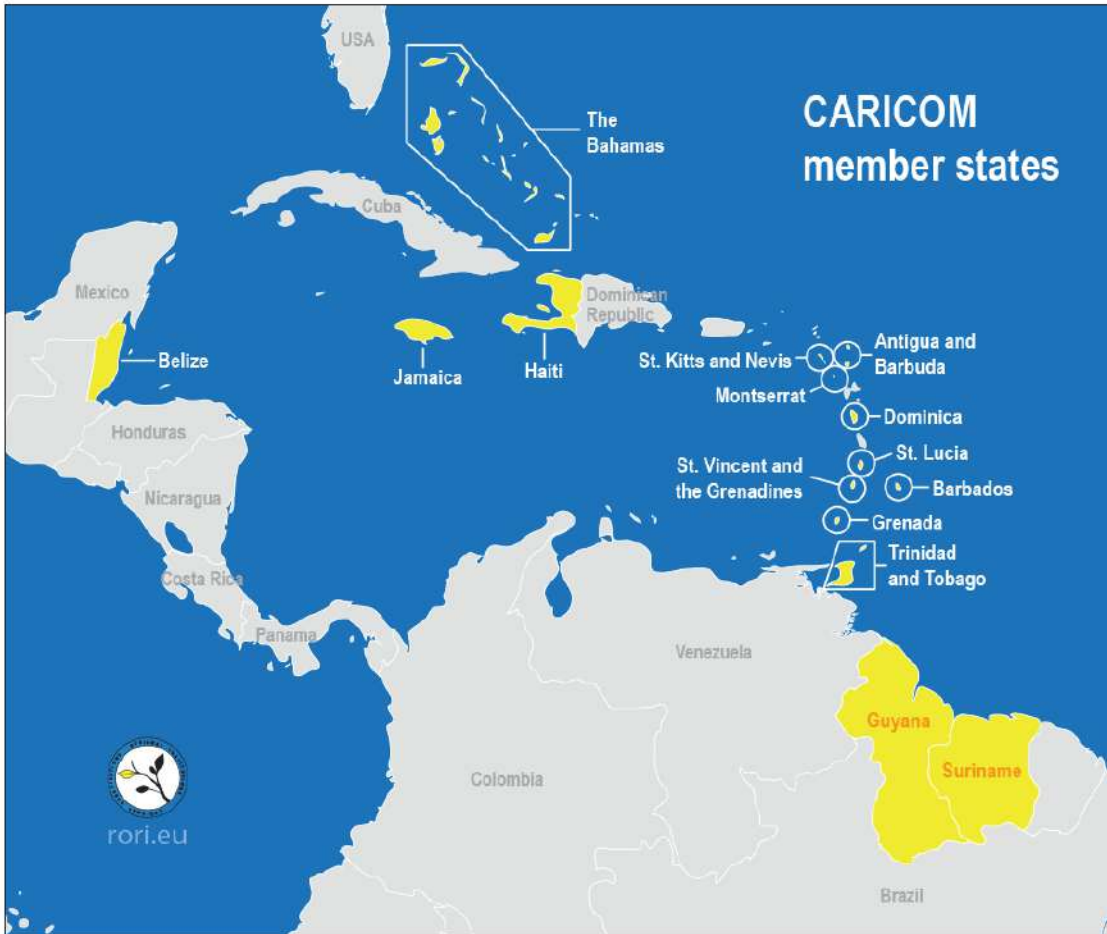 USA
CARICOM
member states
The
Bahamas
Cuba
Mexico
Dominican
Republic
Belize
Jamaica
Haiti
St. Kitts and Nevis
Antigua and
Barbuda
Montserrat
Dominica
Honduras
St. Lucia
St. Vincent and
the Grenadines
Barbados
Nicaragua
Grenada
Trinidad
and Tobago
Costa Rica
Panama
Venezuela
Guyana
Suriname
Colombia
rori.eu
Brazil